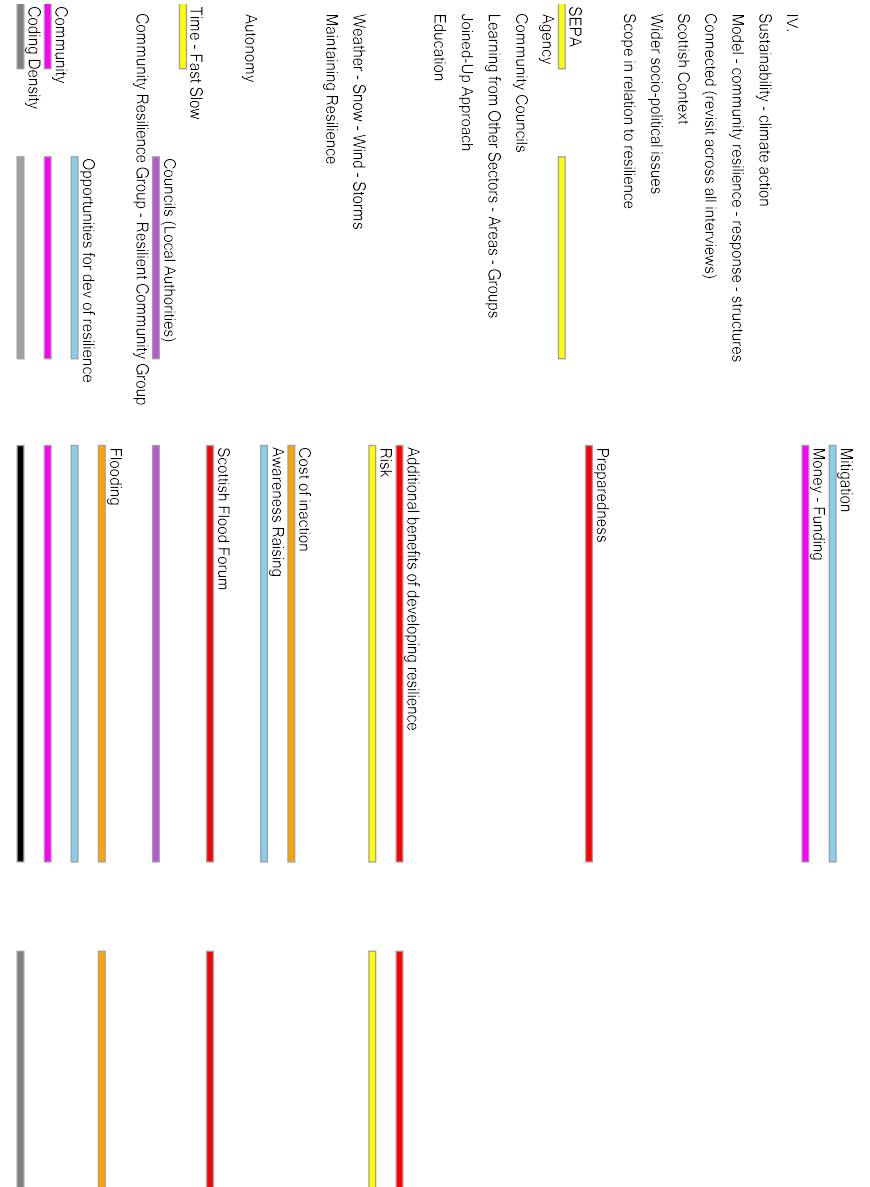 Coding Density
Community
Opportunities for dev of resilience
Flooding
Community Resilience Group - Resilient Community Group
Councils (Local Authorities)
Time - Fast Slow
Scottish Flood Forum
Autonomy
Awareness Raising
Cost of inaction
Maintaining Resilience
Weather - Snow - Wind - Storms
Risk
Additional benefits of developing resilience
Education
Joined-Up Approach
Learning from Other Sectors - Areas - Groups
Community Councils
Agency
SEPA
Preparedness
Scope in relation to resilience
Wider socio-political issues
Scottish Context
Connected (revisit across all interviews)
Model - community resilience - response - structures
Sustainability - climate action
IV.
Money - Funding
Mitigation